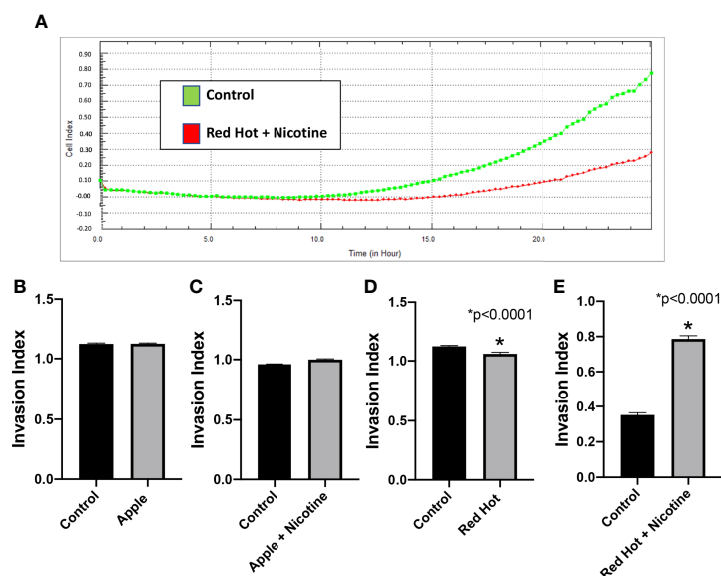 A
0.90
0.80
0.70
0.60
0.50
0.40
0.30
0.20
0.10
-0.00
-0.10
-0.20
Cell Index
Control
Red Hot + Nicotine
0.0
5.0
10.0
15.0
20.0
Time (in Hour)
B
1.5
1.0
0.5
0.0
Invasion Index
Control
Apple
C
1.5
1.0
0.5
0.0
Invasion Index
Control
Apple + Nicotine
D
*p<0.0001
*
1.5
1.0
0.5
0.0
Invasion Index
Control
Red Hot
E
*p<0.0001
*
1.0
0.8
0.6
0.4
0.2
0.0
Invasion Index
Control
Red Hot + Nicotine